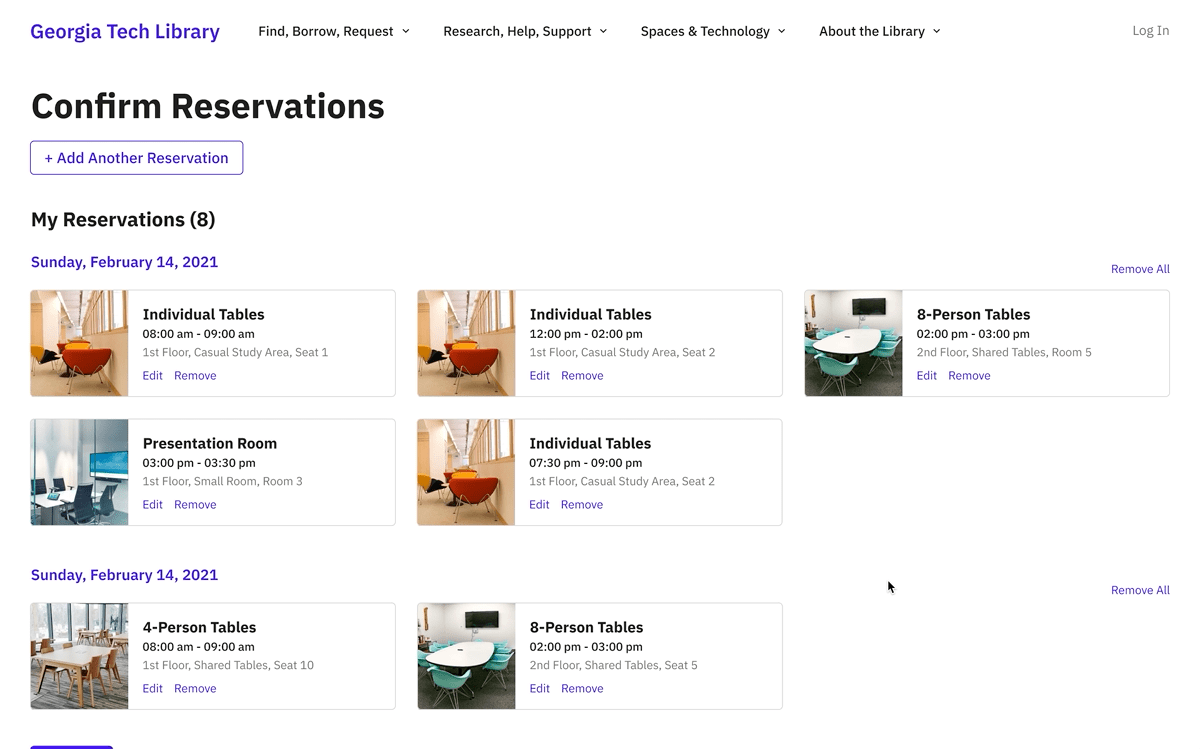 Georgia Tech Library Find, Borrow, Request Research, Help, Support Spaces & Technology About the Library Log In
Confirm Reservations
+ Add Another Reservation
My Reservations (8)
Sunday, February 14, 2021
Remove All
Individual Tables
08:00 am - 09:00 am
1st Floor, Casual Study Area, Seat 1
Edit Remove
Individual Tables
12:00 pm - 02:00 pm
1st Floor, Casual Study Area, Seat 2
Edit Remove
8-Person Tables
02:00 pm - 03:00 pm
2nd Floor, Shared Tables, Room 5
Edit Remove
Presentation Room
03:00 pm - 03:30 pm
1st Floor, Small Room, Room 3
Edit Remove
Individual Tables
07:30 pm - 09:00 pm
1st Floor, Casual Study Area, Seat 2
Edit Remove
Sunday, February 14, 2021
Remove All
4-Person Tables
08:00 am - 09:00 am
1st Floor, Shared Tables, Seat 10
Edit Remove
8-Person Tables
02:00 pm - 03:00 pm
2nd Floor, Shared Tables, Seat 5
Edit Remove